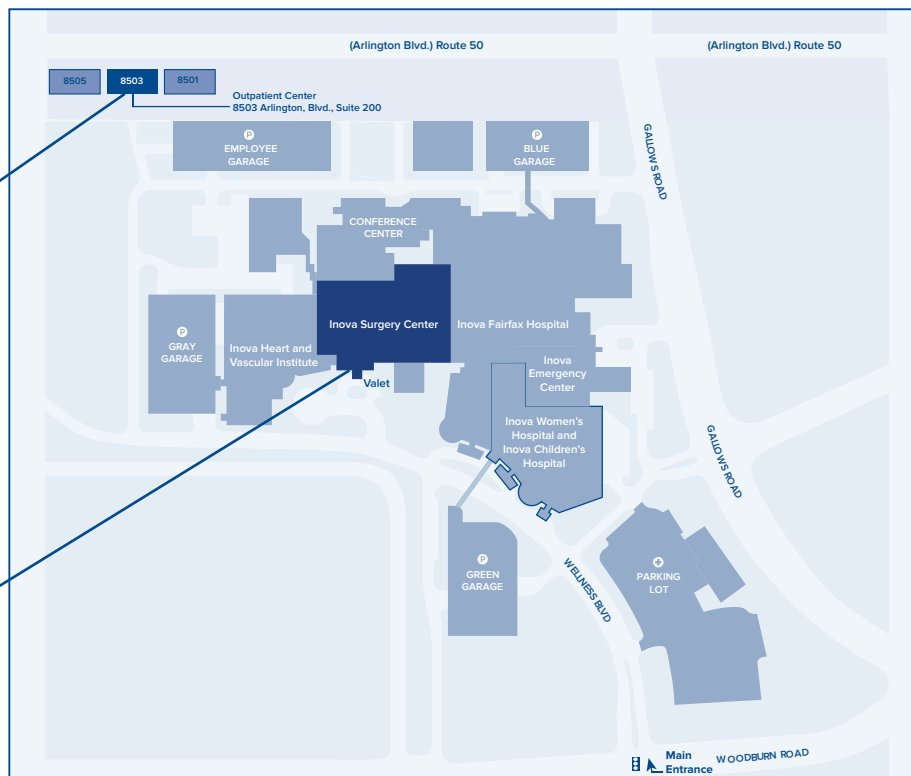 (Arlington Blvd.) Route 50
(Arlington Blvd.) Route 50
8505
8503
8501
Outpatient Center
8503 Arlington, Blvd., Suite 200
P
EMPLOYEE
GARAGE
P
BLUE
GARAGE
GALLOWS ROAD
CONFERENCE
CENTER
P
GRAY
GARAGE
Inova Heart and
Vascular Institute
Inova Surgery Center
Inova Fairfax Hospital
Valet
Inova
Emergency
Center
Inova Women's
Hospital and
Inova Children's
Hospital
GALLOWS ROAD
P
GREEN
GARAGE
WELLNESS BLVD
PARKING
LOT
Main
Entrance
WOODBURN ROAD